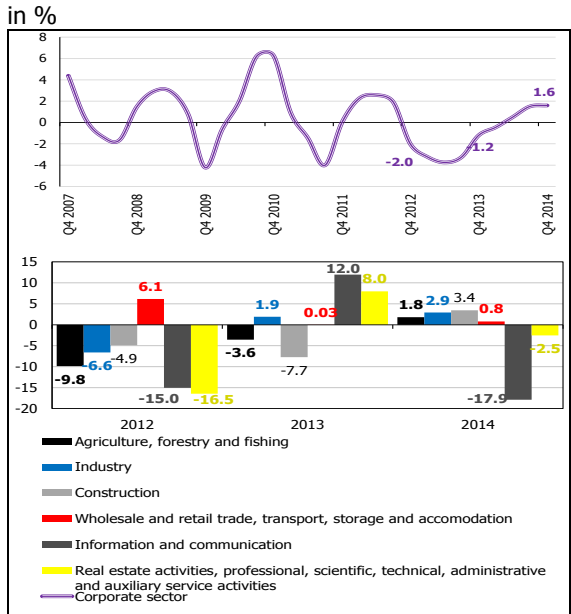 in %
8
6
4
2
0
-2
-4
-6
1.6
-2.0
-1.2
Q4 2007
Q4 2008
Q4 2009
Q4 2010
Q4 2011
Q4 2012
Q4 2013
Q4 2014
15
10
5
0
-5
-10
-15
-20
-9.8
-6.6
-4.9
6.1
-15.0
-16.5
-3.6
1.9
-7.7
0.03
12.0
8.0
1.8
2.9
3.4
0.8
-17.9
-2.5
2012 2013 2014
Agriculture, forestry and fishing
Industry
Construction
Wholesale and retail trade, transport, storage and accomodation
Information and communication
Real estate activities, professional, scientific, technical, administrative
and auxiliary service activities
Corporate sector